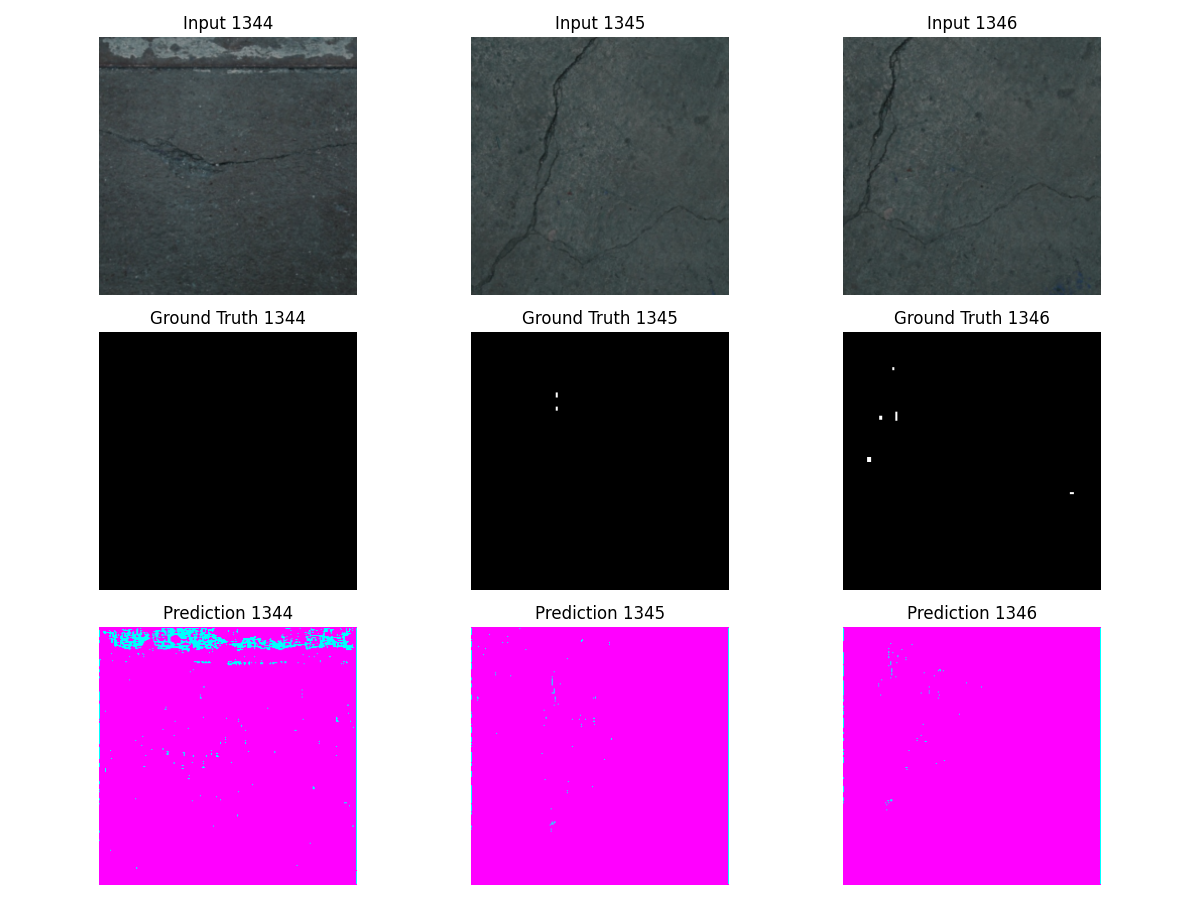 Input 1344
Input 1345
Input 1346
Ground Truth 1344
Ground Truth 1345
Ground Truth 1346
Prediction 1344
Prediction 1345
Prediction 1346